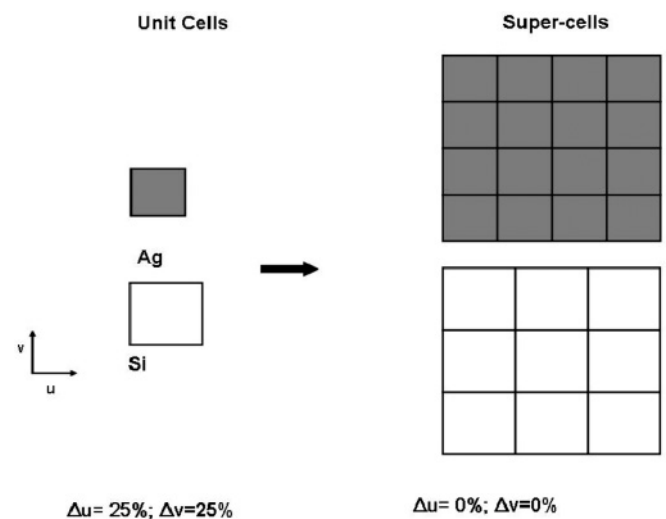 Unit Cells
Super-cells
Ag
Si
v
u
Δu= 25%; Δv=25%
Δu= 0%; Δv=0%